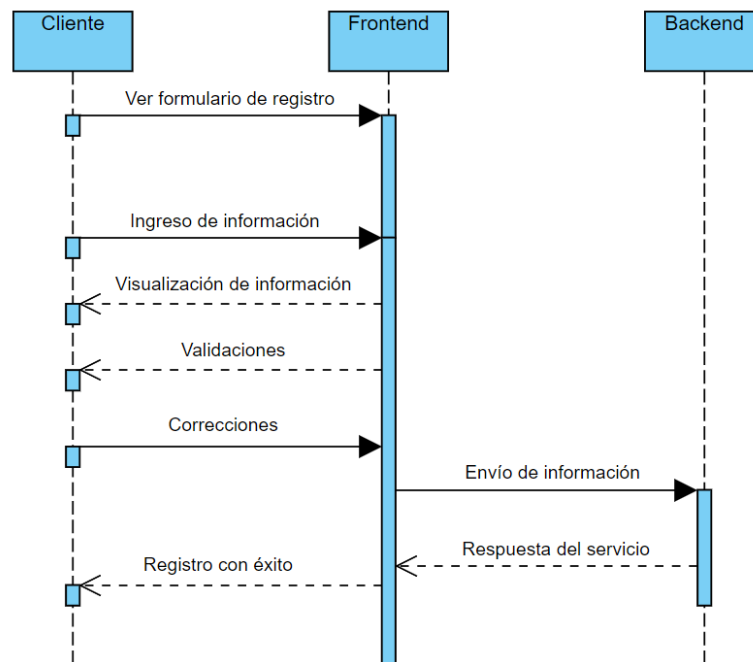 Cliente
Frontend
Backend
Ver formulario de registro
Ingreso de información
Visualización de información
Validaciones
Correcciones
Envío de información
Respuesta del servicio
Registro con éxito